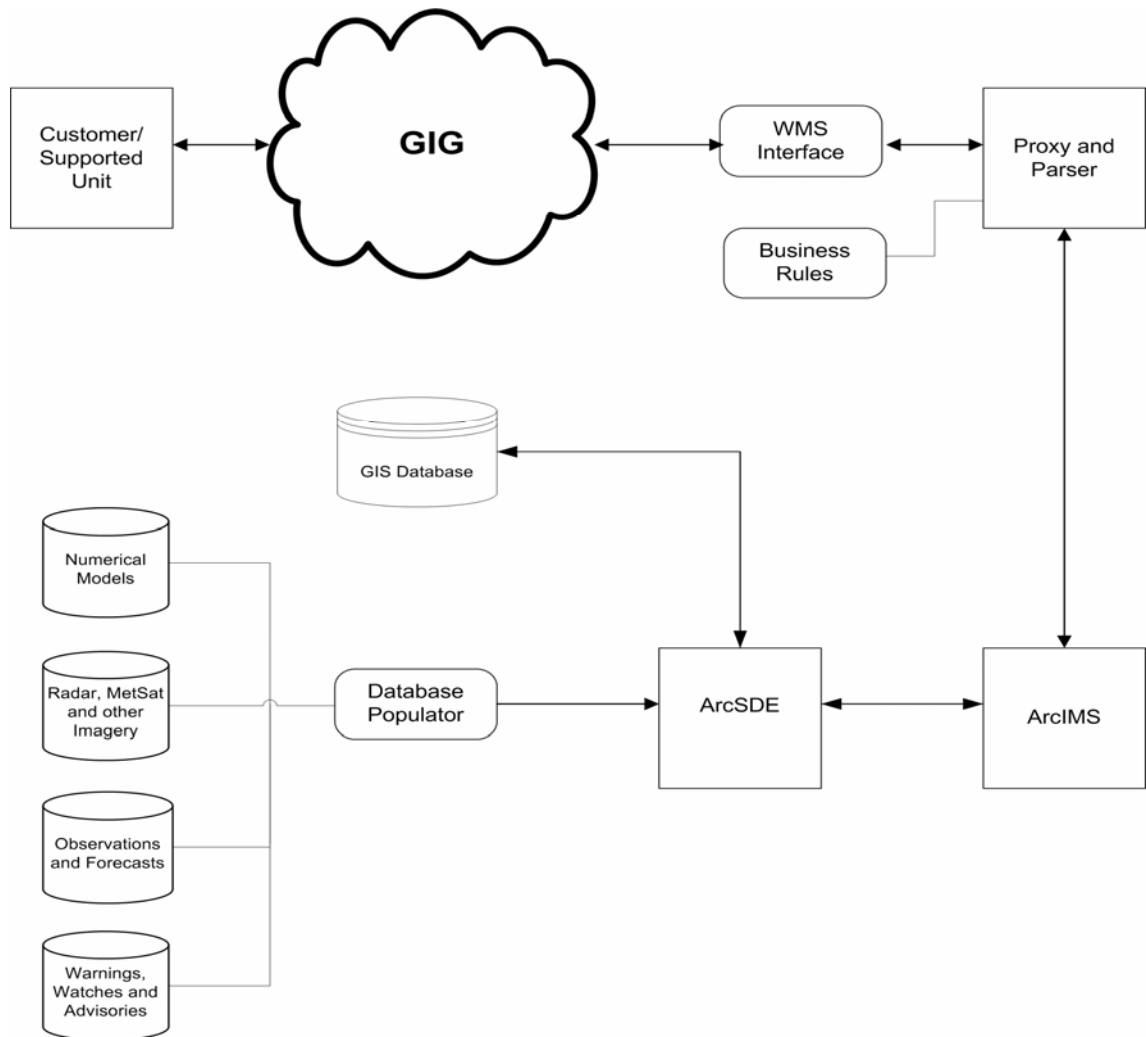 Customer/
Supported
Unit
GIG
WMS
Interface
Proxy and
Parser
Business
Rules
GIS Database
Numerical
Models
Radar, MetSat
and other
Imagery
Database
Populator
ArcSDE
ArcIMS
Observations
and Forecasts
Warnings,
Watches and
Advisories